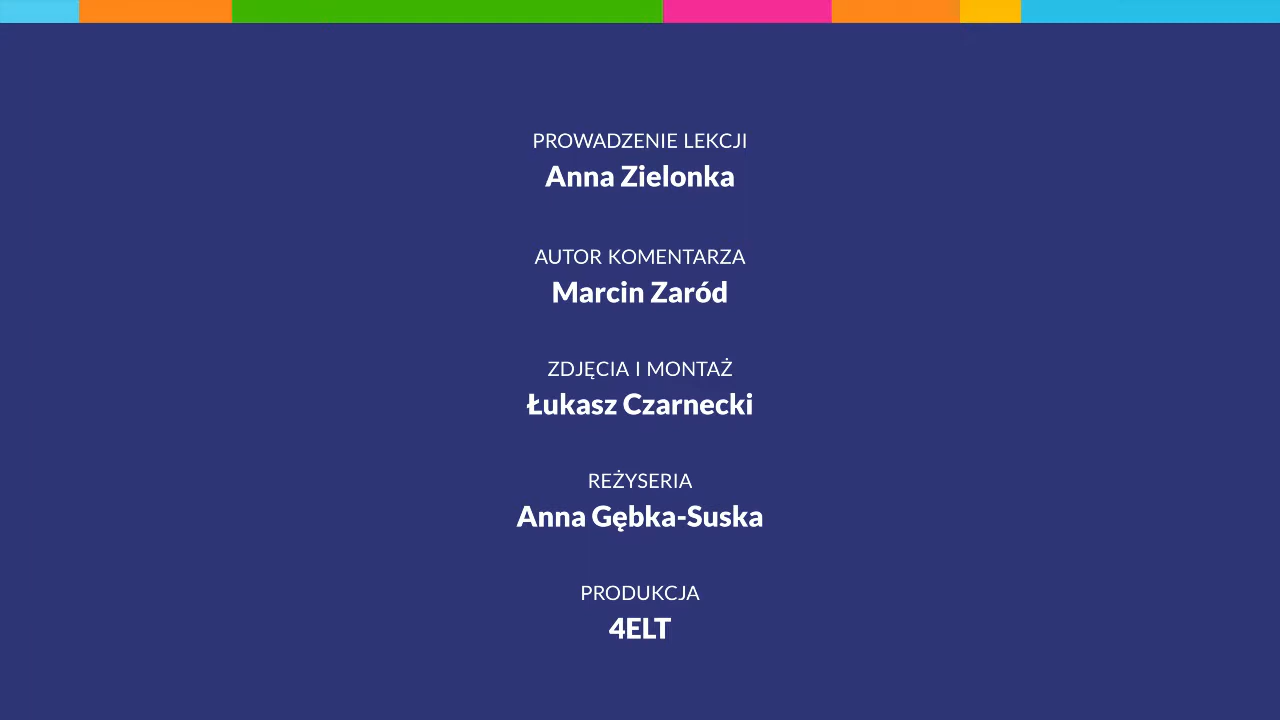 PROWADZENIE LEKCJI
Anna Zielonka
AUTOR KOMENTARZA
Marcin Zaród
ZDJĘCIA I MONTAŻ
Łukasz Czarnecki
REŻYSERIA
Anna Gębka-Suska
PRODUKCJA
4ELT